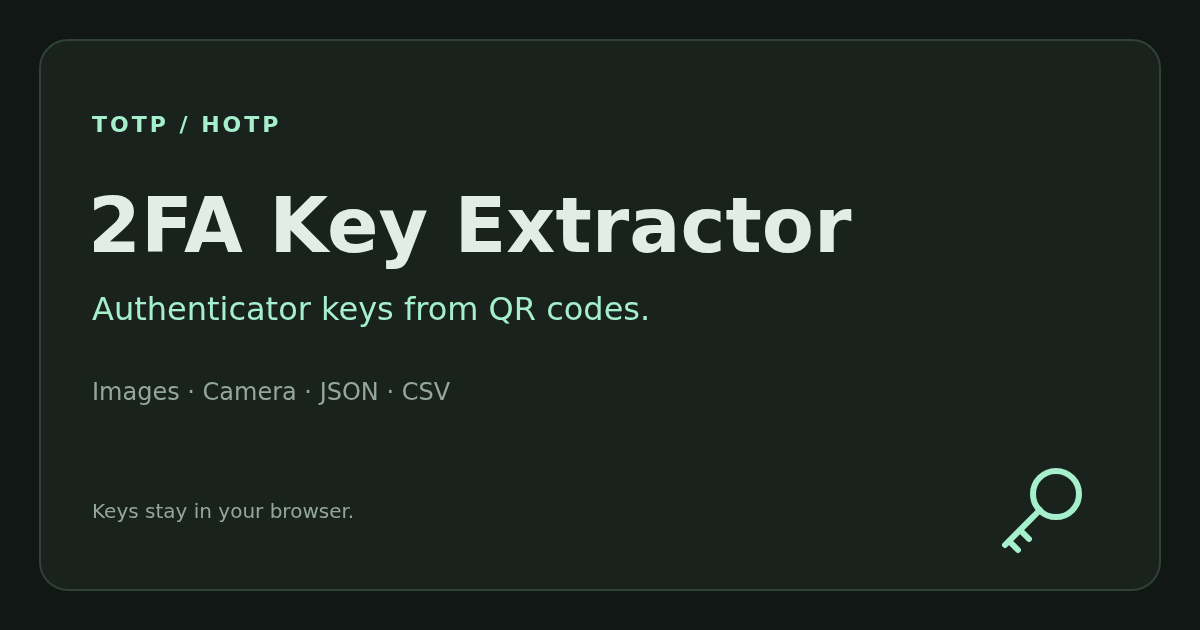 TOTP / HOTP
2FA Key Extractor
Authenticator keys from QR codes.
Images · Camera · JSON · CSV
Keys stay in your browser.